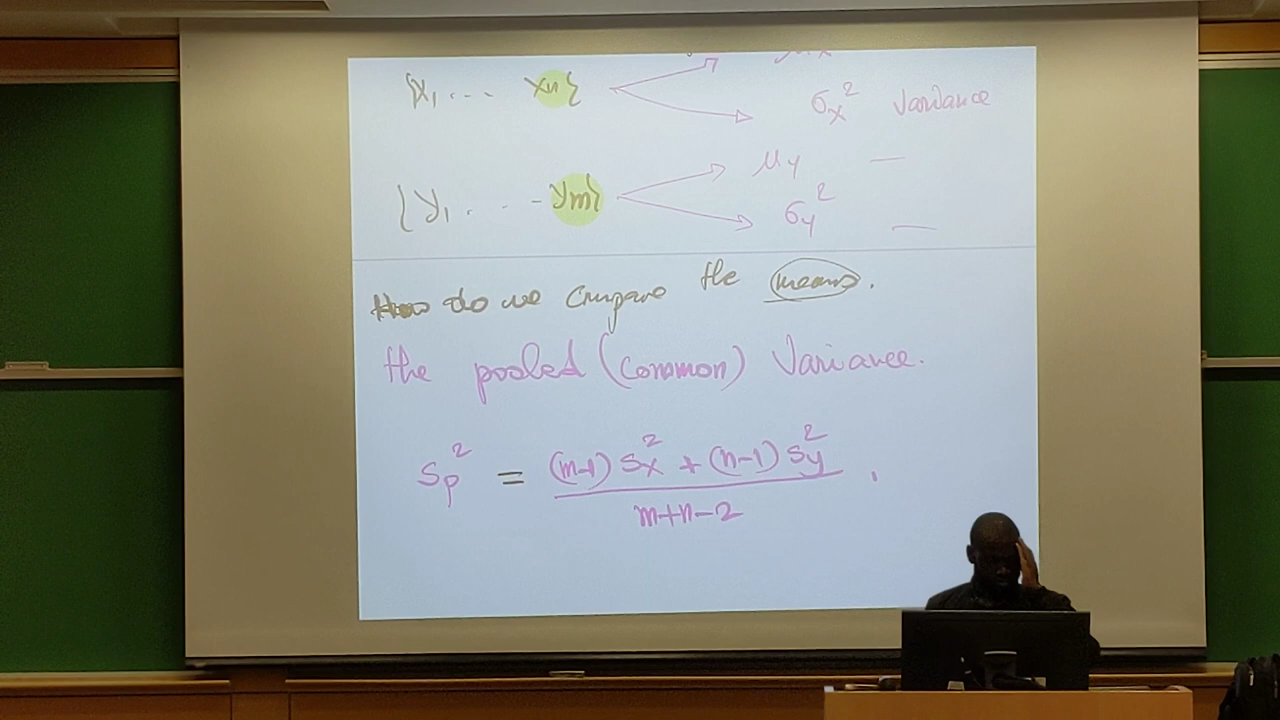 {x₁ . . . xn}
σx² Variance
{y₁ . . . - ym} μy —
σy² —
How do we compare the means.
the pooled (common) Variance.
Sp² = (m-1) Sx² + (n-1) Sy² .
m+n-2